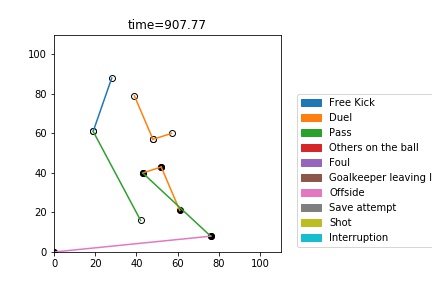 time=907.77
100
80
60
40
20
0
0 20 40 60 80 100
Free Kick
Duel
Pass
Others on the ball
Foul
Goalkeeper leaving l
Offside
Save attempt
Shot
Interruption